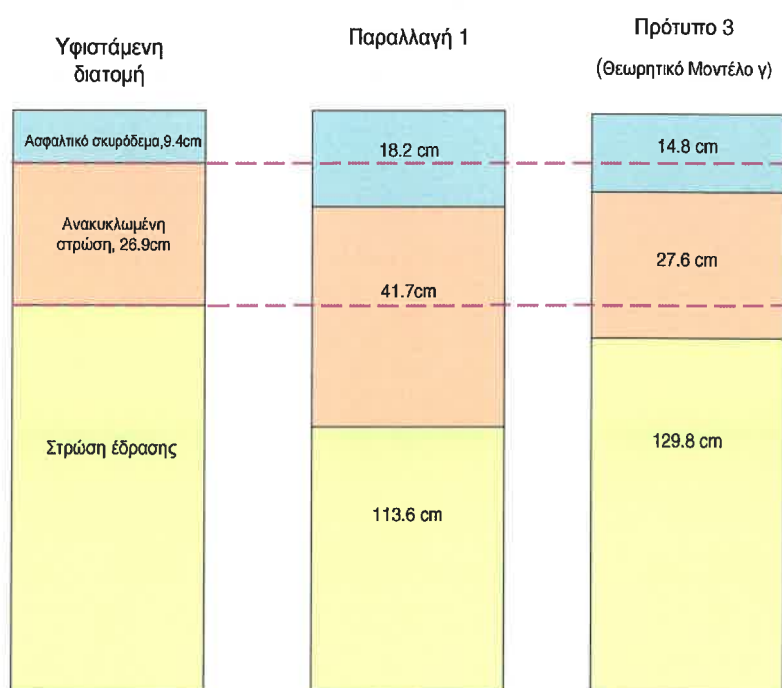 Υφιστάμενη
διατομή
Παραλλαγή 1
Πρότυπο 3
(Θεωρητικό Μοντέλο γ)
Ασφαλτικό σκυρόδεμα,9.4cm
18.2 cm
14.8 cm
Ανακυκλωμένη
στρώση, 26.9cm
41.7cm
27.6 cm
Στρώση έδρασης
113.6 cm
129.8 cm